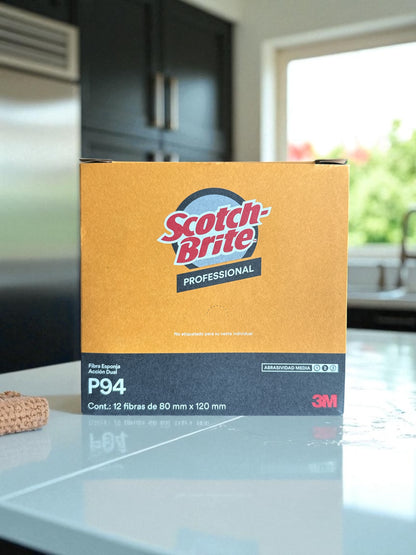 Scotch-
Brite
PROFESSIONAL
No etiquetado para su venta individual
Fibra Esponja
Acción Dual
P94
ABRASIVIDAD MEDIA
Cont.: 12 fibras de 80 mm x 120 mm
3M